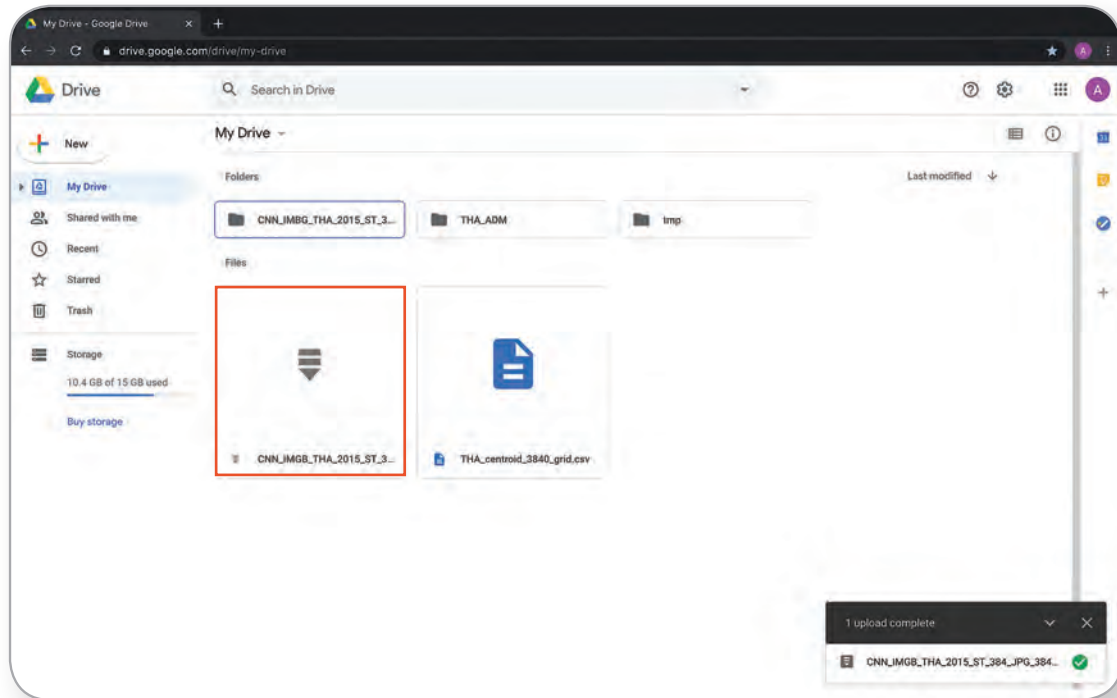 My Drive - Google Drive
drive.google.com/drive/my-drive
A
Drive
Search in Drive
A
New
My Drive
Shared with me
Recent
Starred
Trash
Storage
10.4 GB of 15 GB used
Buy storage
My Drive
Folders
Last modified
CNN_IMBG_THA_2015_ST_3...
THA_ADM
tmp
Files
CNN_IMGB_THA_2015_ST_3...
THA_centroid_3840_grid.csv
31
1 upload complete
CNN_IMGB_THA_2015_ST_384_JPG_384...